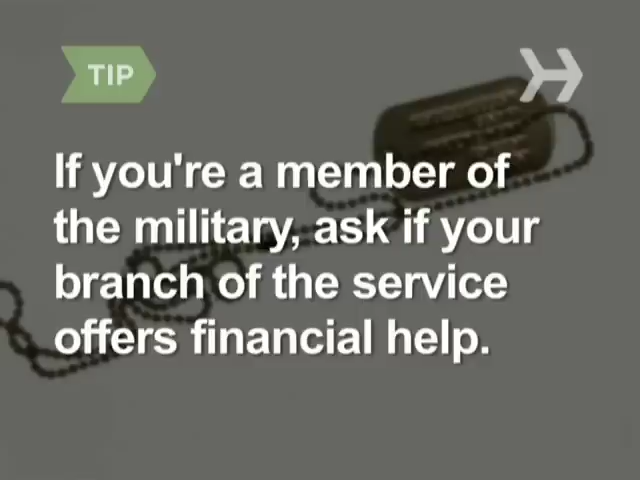 TIP
If you're a member of
the military, ask if your
branch of the service
offers financial help.